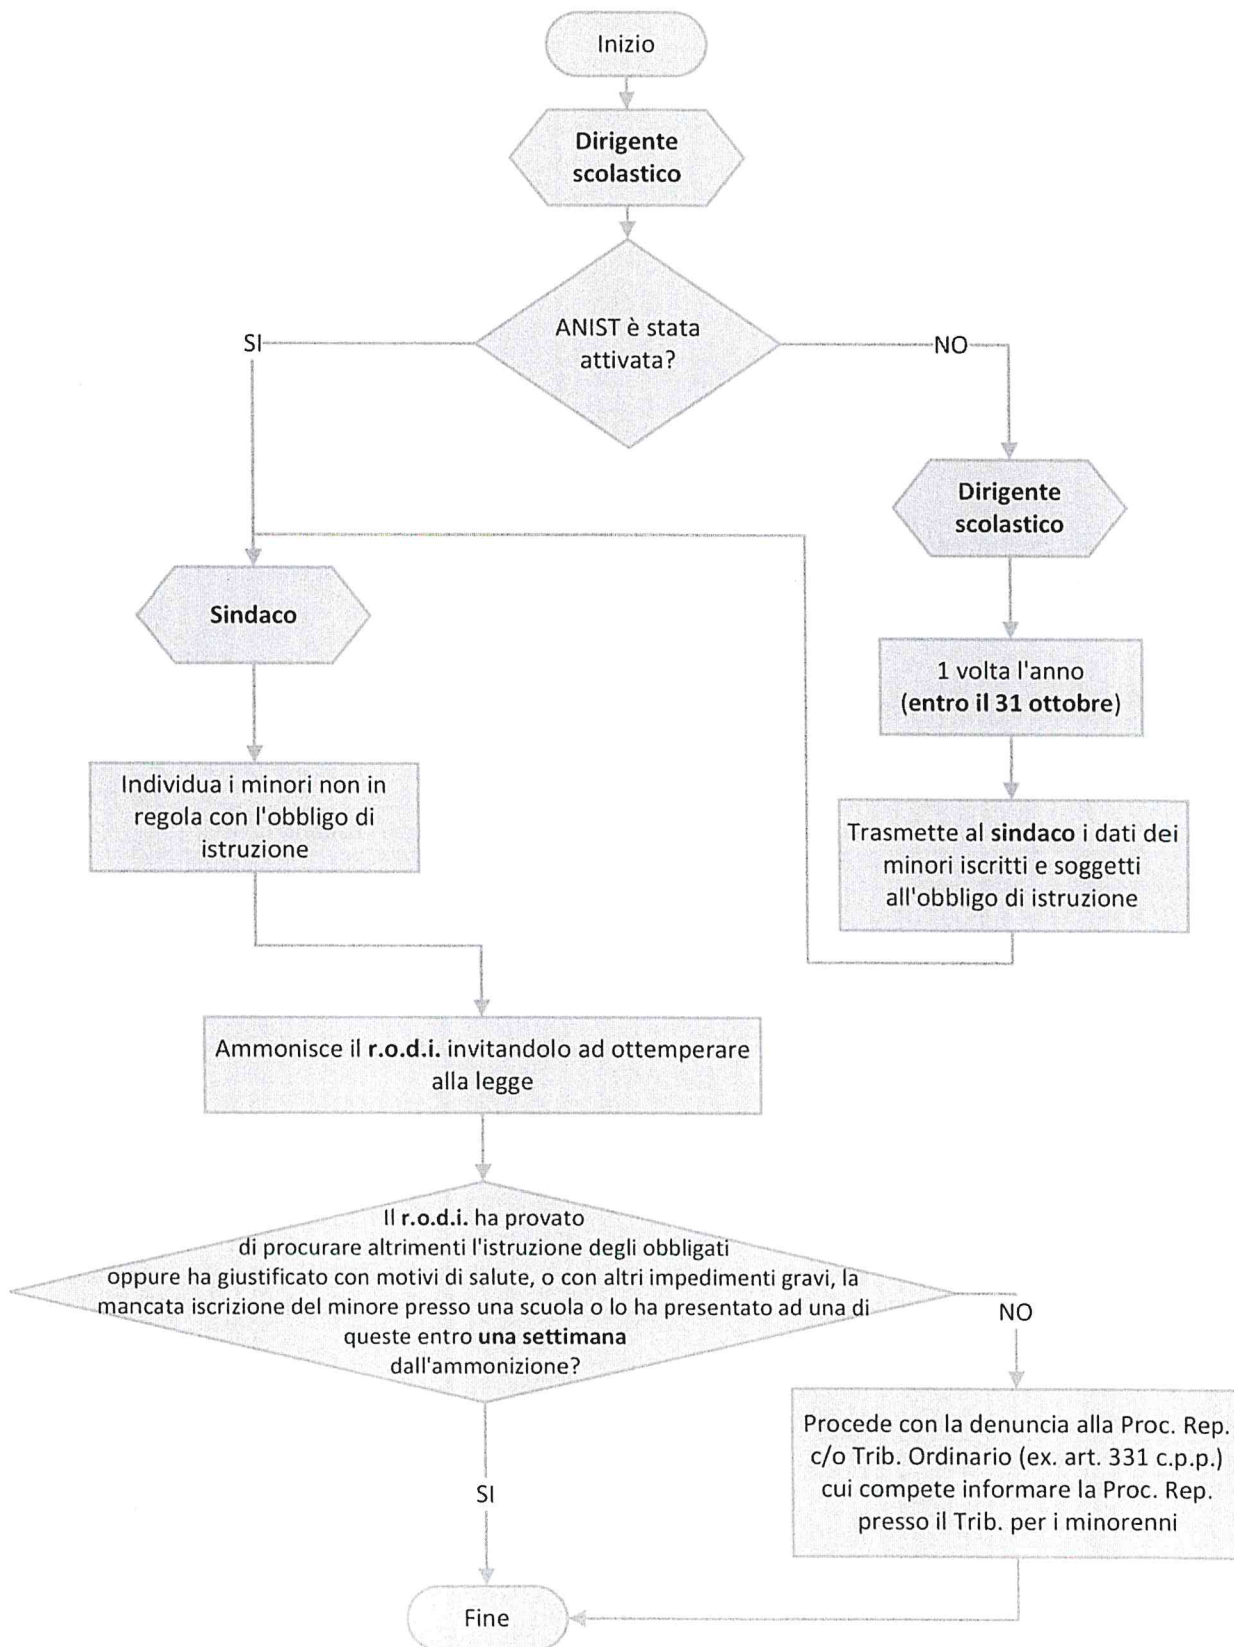 Inizio
Dirigente
scolastico
ANIST è stata
attivata?
SI
NO
Dirigente
scolastico
Sindaco
1 volta l'anno
(entro il 31 ottobre)
Individua i minori non in
regola con l'obbligo di
istruzione
Trasmette al sindaco i dati dei
minori iscritti e soggetti
all'obbligo di istruzione
Ammonisce il r.o.d.i. invitandolo ad ottemperare
alla legge
Il r.o.d.i. ha provato
di procurare altrimenti l'istruzione degli obbligati
oppure ha giustificato con motivi di salute, o con altri impedimenti gravi, la
mancata iscrizione del minore presso una scuola o lo ha presentato ad una di
queste entro una settimana
dall'ammonizione?
NO
Procede con la denuncia alla Proc. Rep.
c/o Trib. Ordinario (ex. art. 331 c.p.p.)
cui compete informare la Proc. Rep.
presso il Trib. per i minorenni
SI
Fine